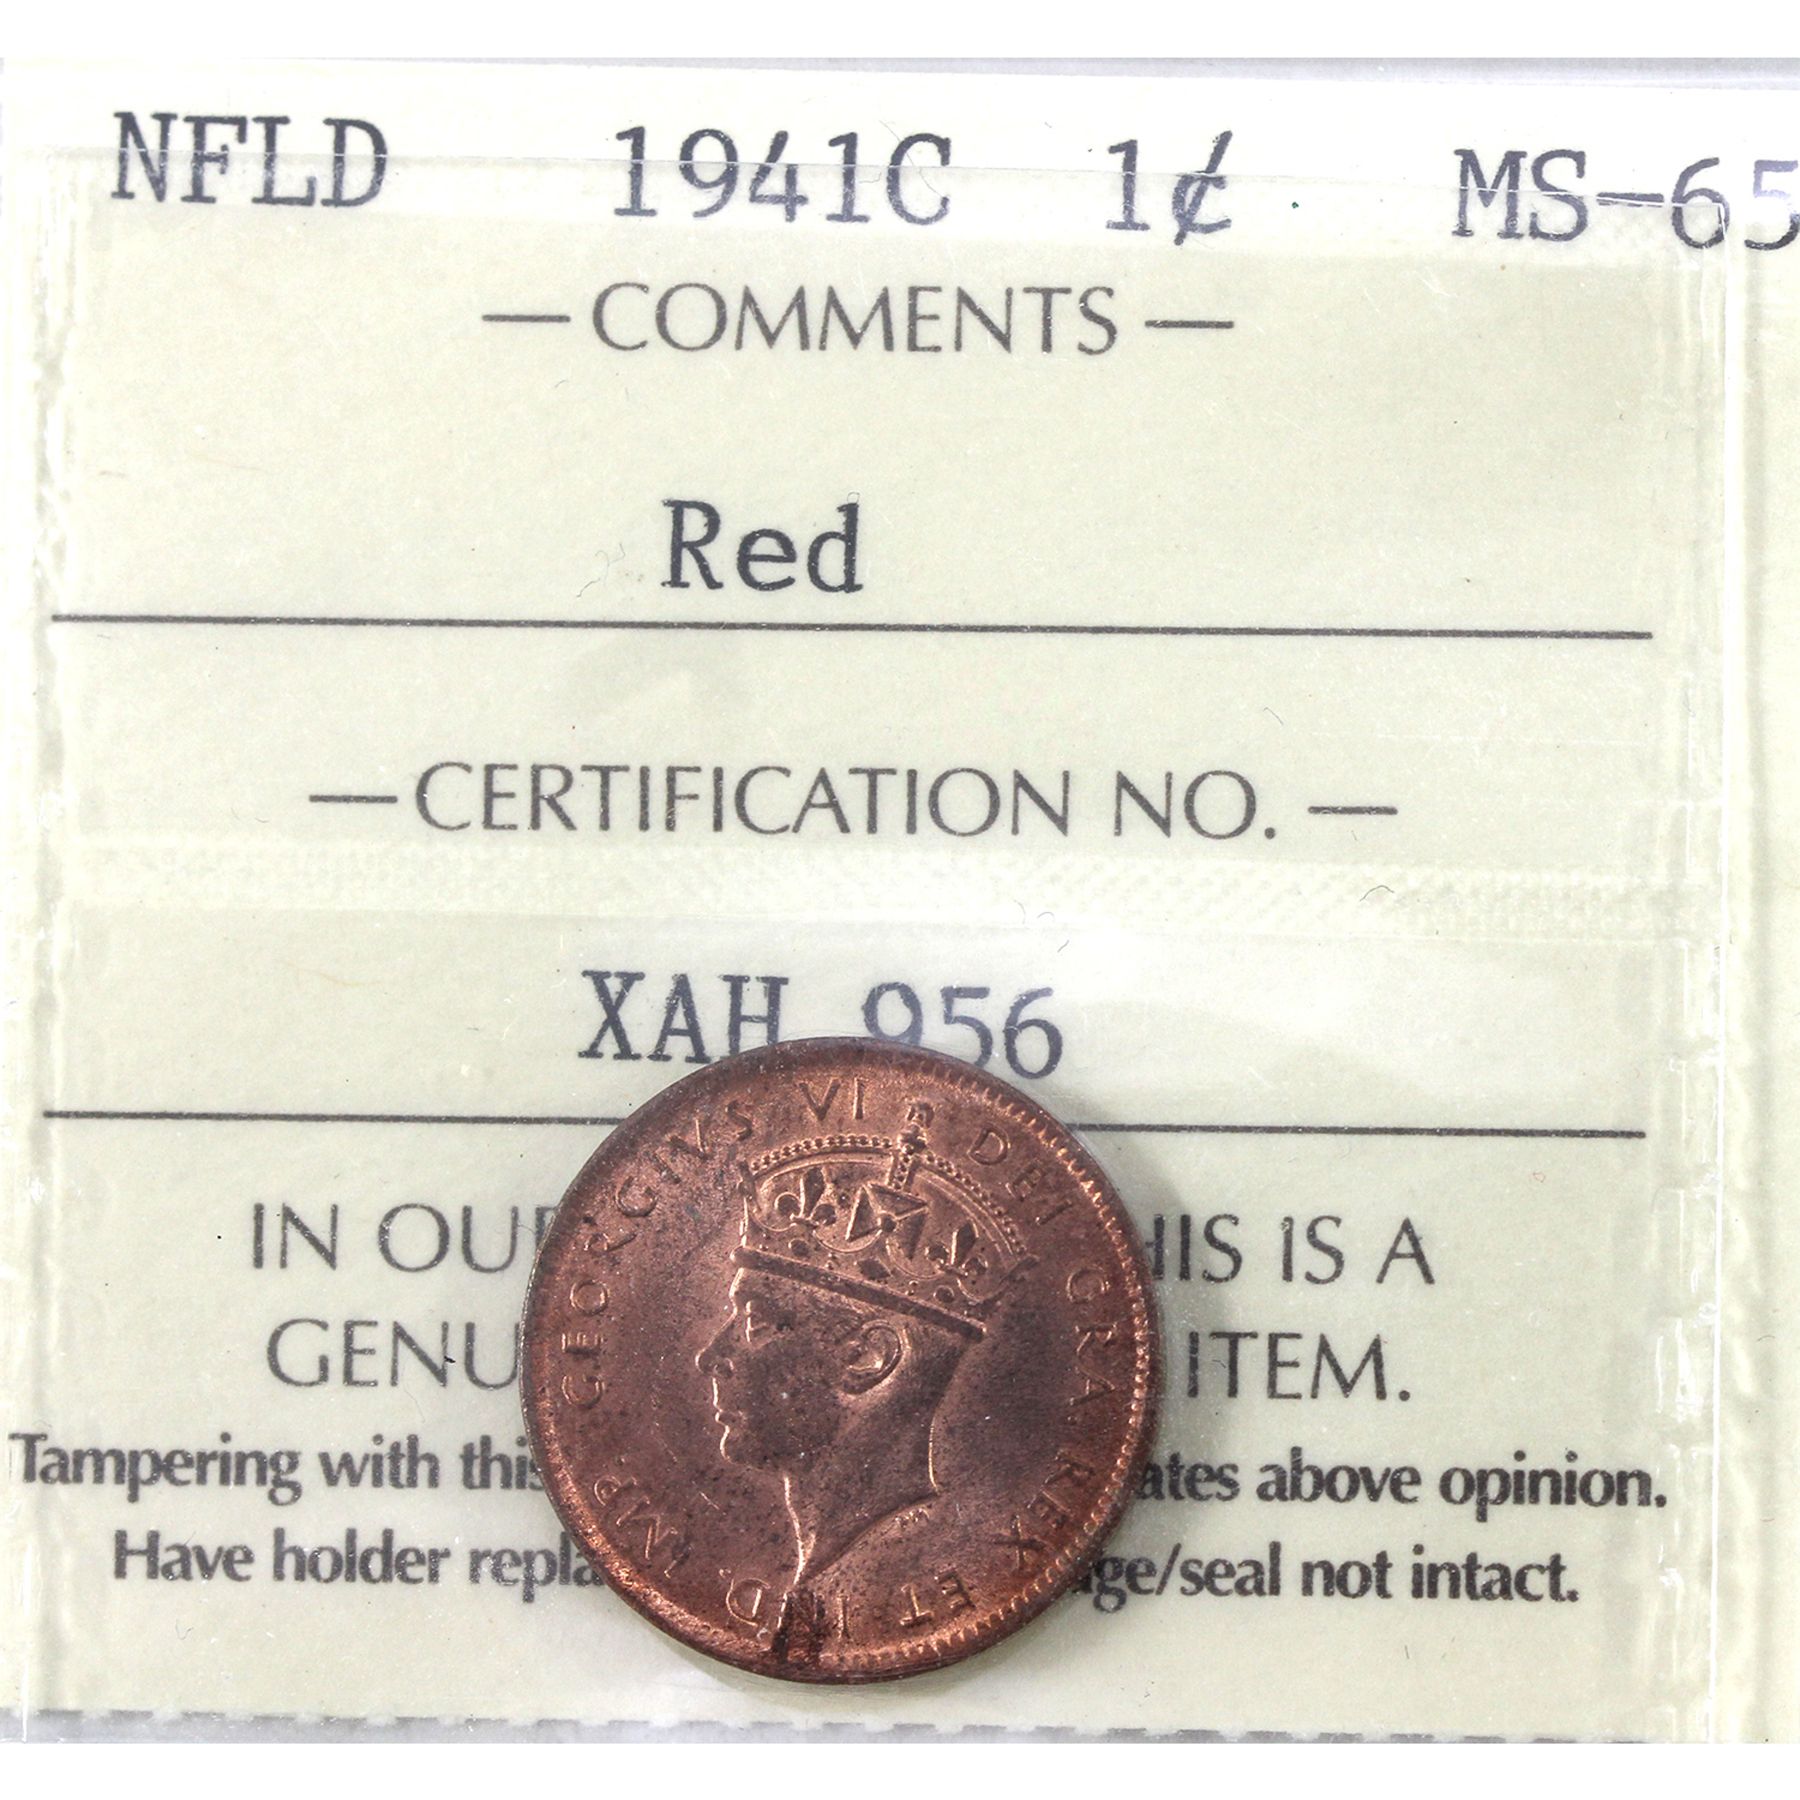 NFLD 1941C 1¢ MS-65
— COMMENTS —
Red
— CERTIFICATION NO. —
XAH 956
IN OU HIS IS A
GENU ITEM.
Tampering with this ates above opinion.
Have holder repla ge/seal not intact.
GEORGIVS VI DEI GRA. REX ET IND. IMP.